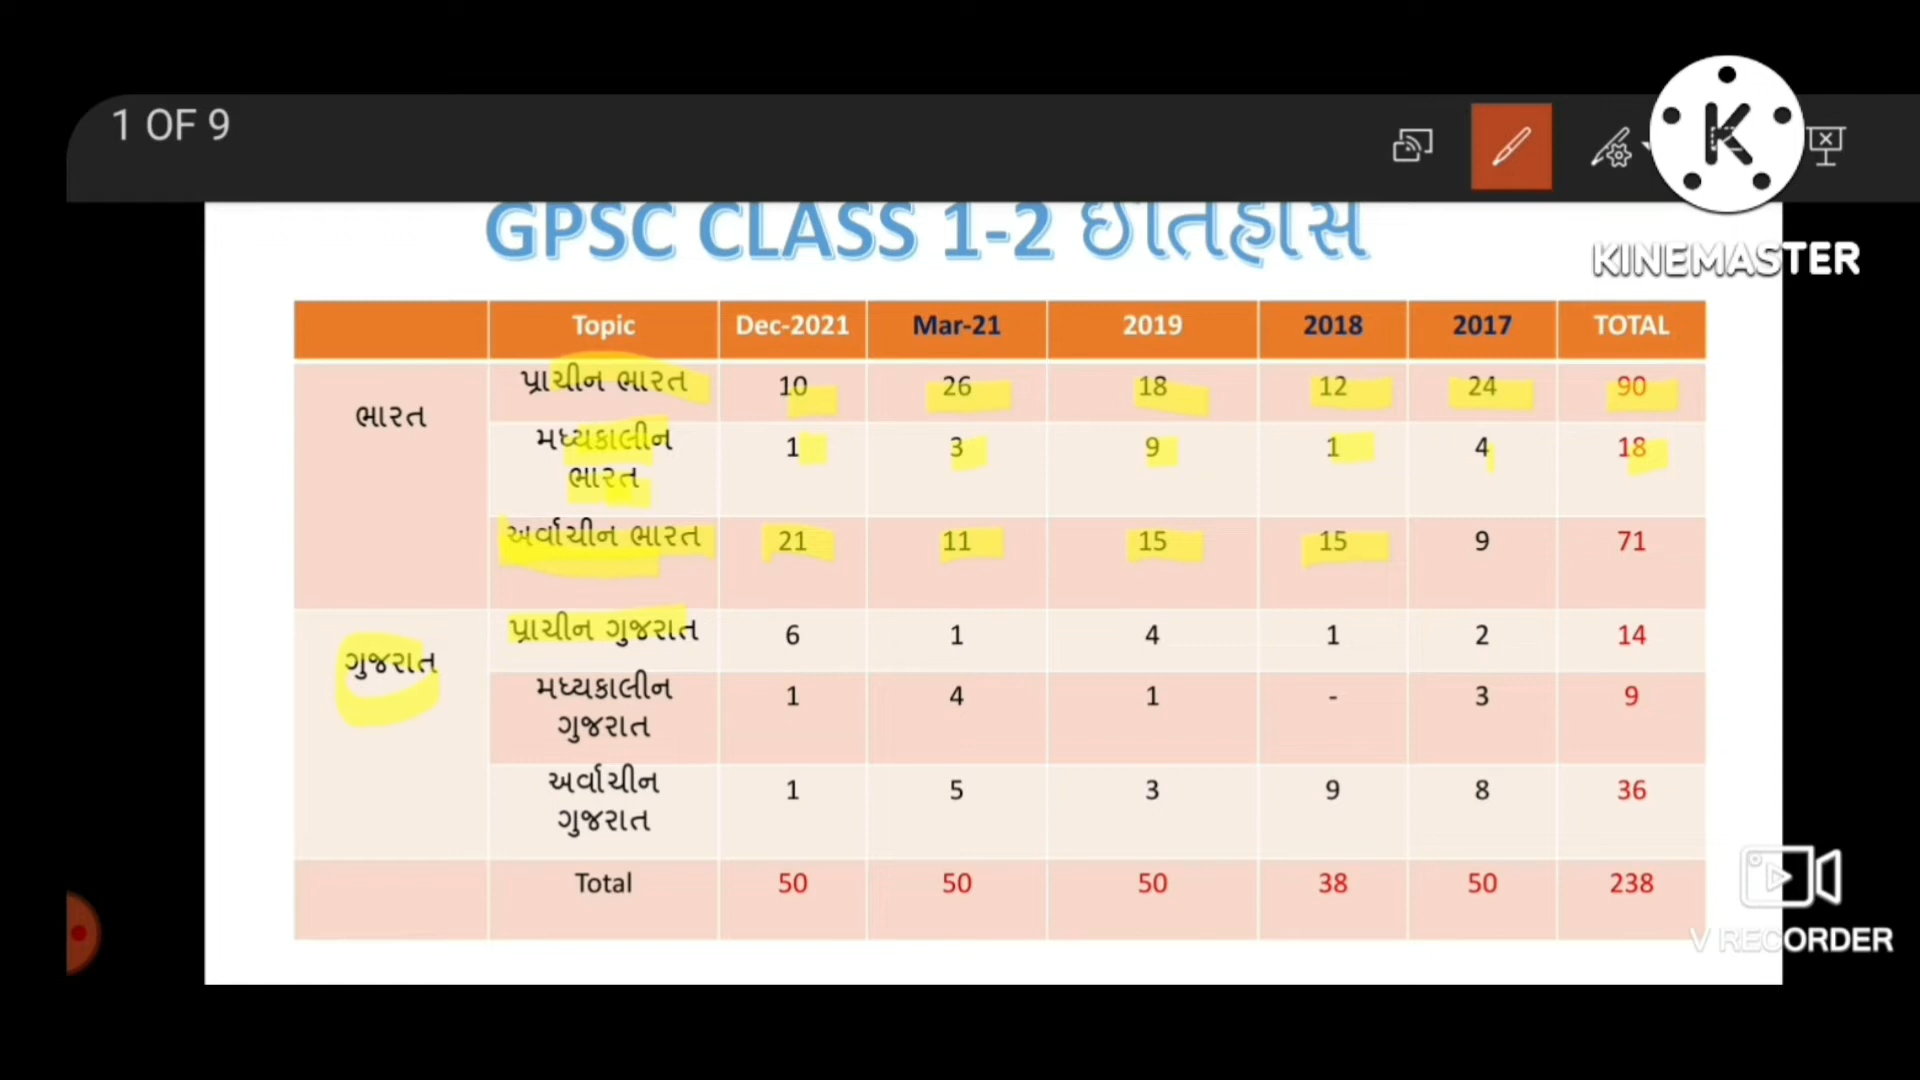 1 OF 9
K
KINEMASTER
GPSC CLASS 1-2 ઈતિહાસ
Topic Dec-2021 Mar-21 2019 2018 2017 TOTAL
ભારત
પ્રાચીન ભારત 10 26 18 12 24 90
મધ્યકાલીન 1 3 9 1 4 18
ભારત
અર્વાચીન ભારત 21 11 15 15 9 71
ગુજરાત
પ્રાચીન ગુજરાત 6 1 4 1 2 14
મધ્યકાલીન 1 4 1 - 3 9
ગુજરાત
અર્વાચીન 1 5 3 9 8 36
ગુજરાત
Total 50 50 50 38 50 238
V RECORDER